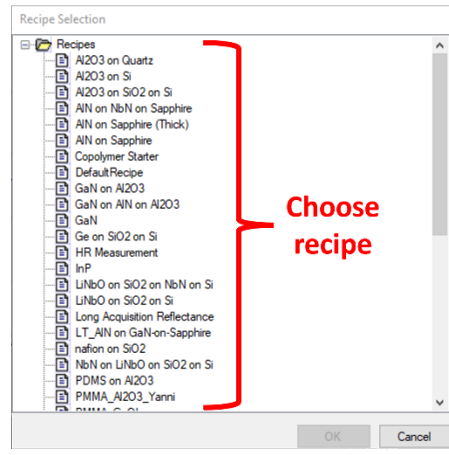 Recipe Selection
Recipes
Al2O3 on Quartz
Al2O3 on Si
Al2O3 on SiO2 on Si
AlN on NbN on Sapphire
AlN on Sapphire (Thick)
AlN on Sapphire
Copolymer Starter
DefaultRecipe
GaN on Al2O3
GaN on AlN on Al2O3
GaN
Ge on SiO2 on Si
HR Measurement
InP
LiNbO on SiO2 on NbN on Si
LiNbO on SiO2 on Si
Long Acquisition Reflectance
LT_AlN on GaN-on-Sapphire
nafion on SiO2
NbN on LiNbO on SiO2 on Si
PDMS on Al2O3
PMMA_Al2O3_Yanni
Choose
recipe
OK
Cancel